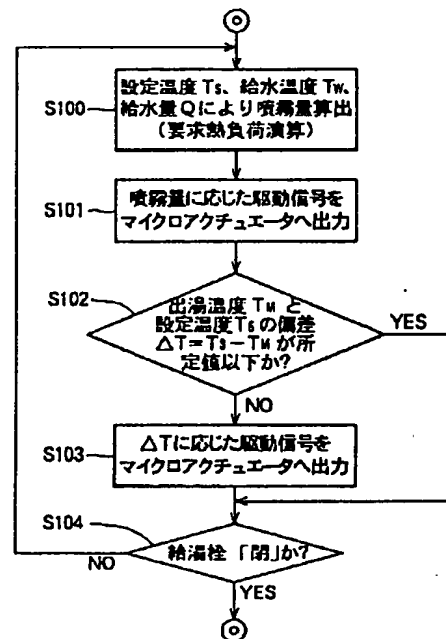 S100
設定温度 Ts、給水温度 Tw、
給水量 Q により噴霧量算出
(要求熱負荷演算)
S101
噴霧量に応じた駆動信号を
マイクロアクチュエータへ出力
S102
出湯温度 TM と
設定温度 Ts の偏差
ΔT=Ts-TM が所
定値以下か?
YES
NO
S103
ΔTに応じた駆動信号を
マイクロアクチュエータへ出力
S104
給湯栓 「閉」か?
NO
YES